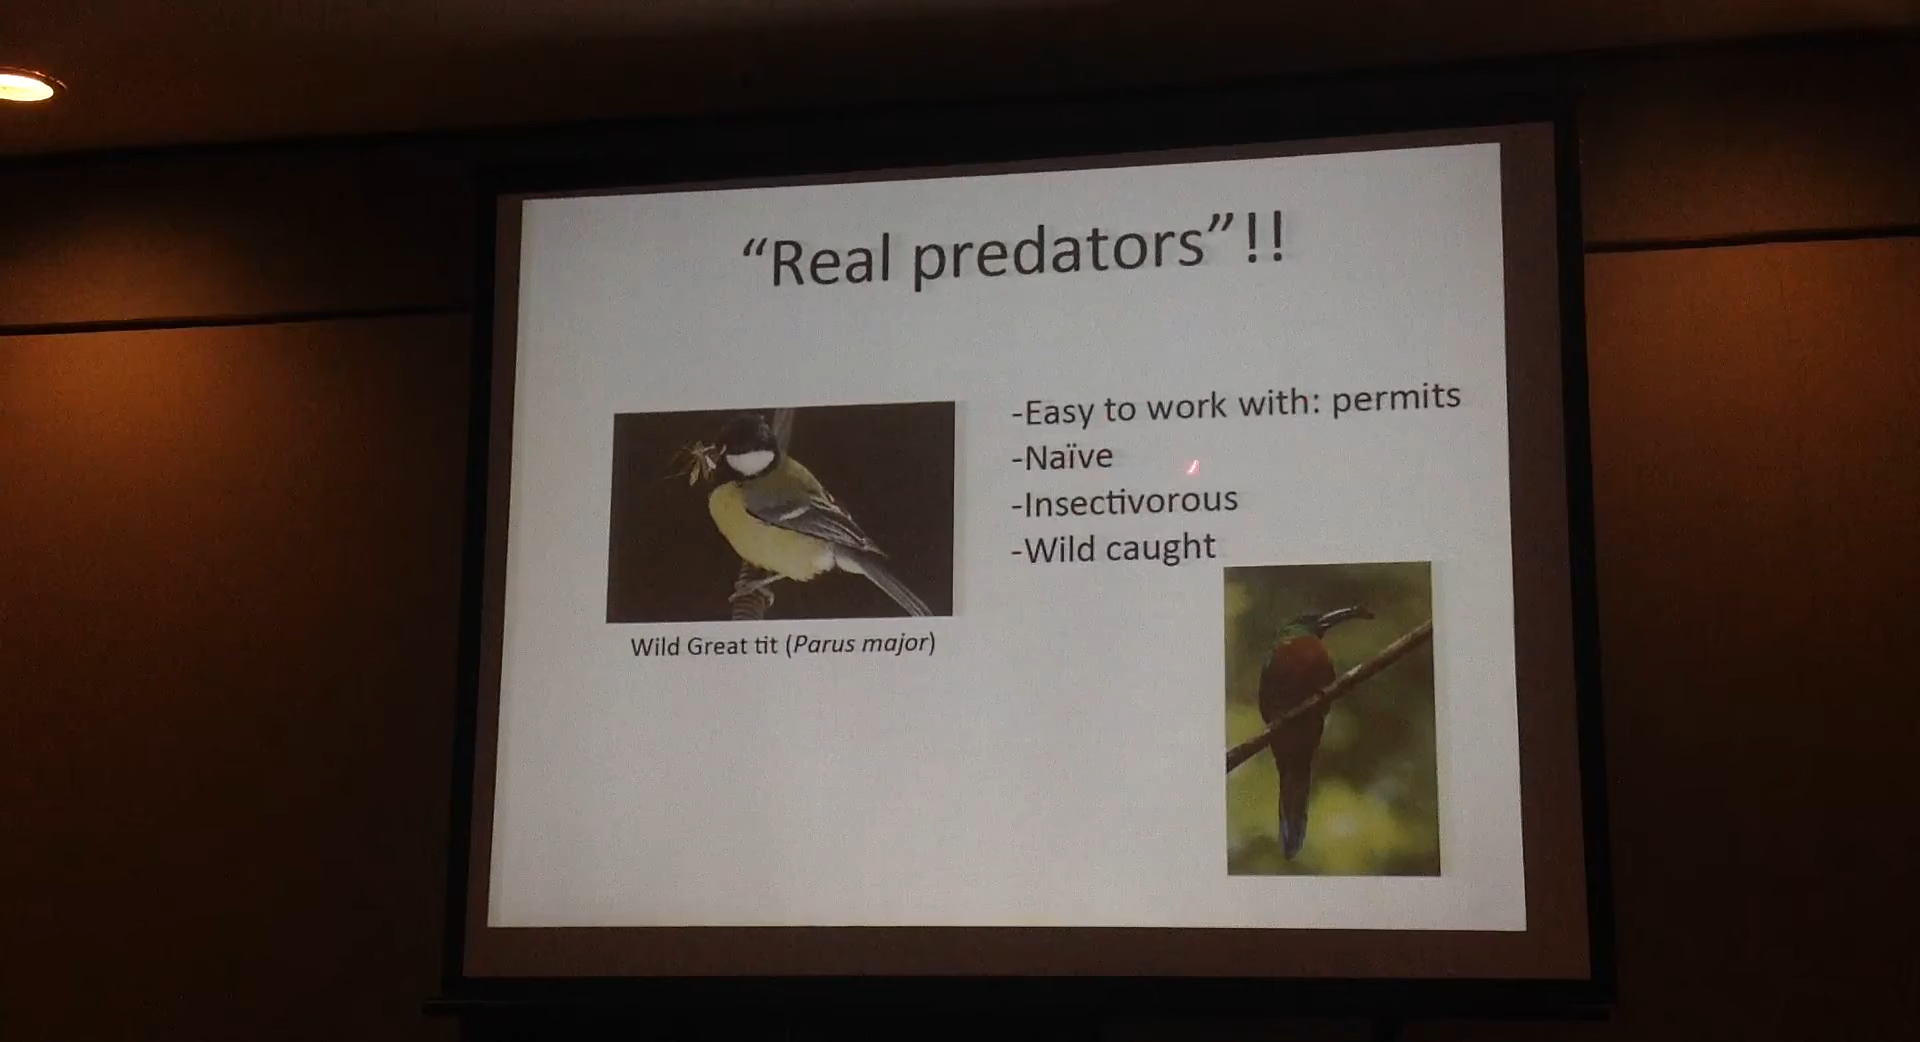 “Real predators”!!
-Easy to work with: permits
-Naïve
-Insectivorous
-Wild caught
Wild Great tit (Parus major)